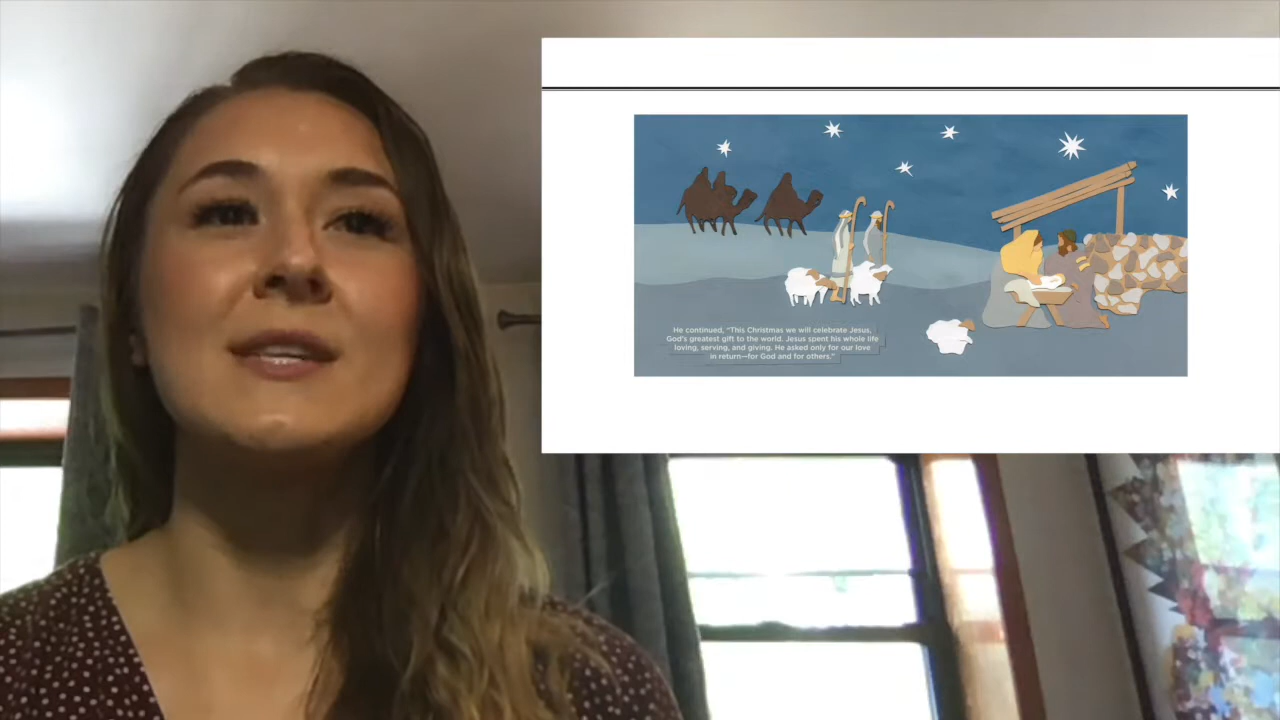 He continued, "This Christmas we will celebrate Jesus,
God's greatest gift to the world. Jesus spent his whole life
loving, serving, and giving. He asked only for our love
in return—for God and for others."